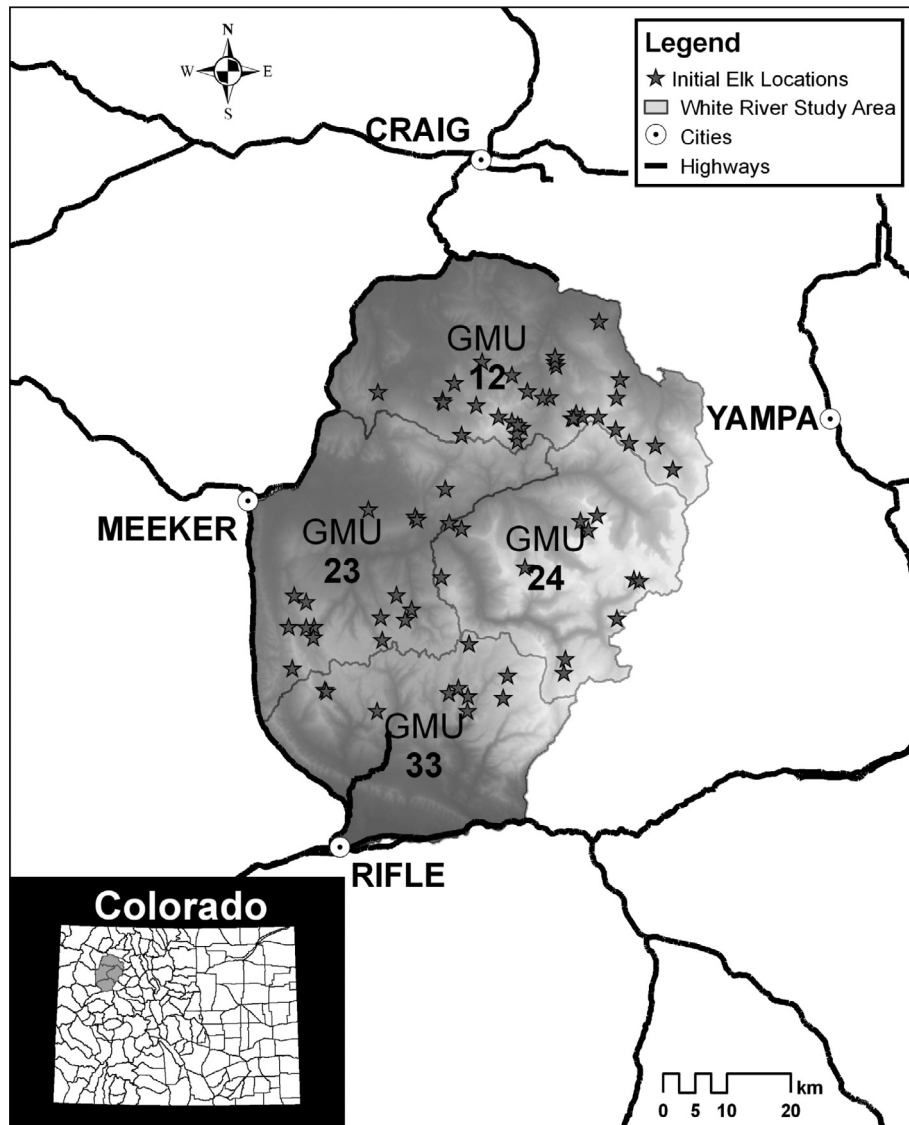 N
W E
S
Legend
Initial Elk Locations
White River Study Area
Cities
Highways
CRAIG
GMU
12
YAMPA
MEEKER
GMU
23
GMU
24
GMU
33
RIFLE
Colorado
km
0 5 10 20